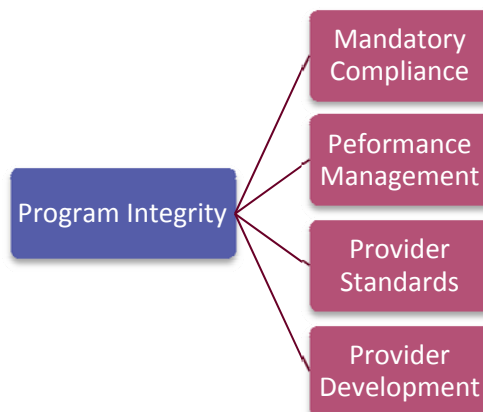 Mandatory
Compliance
Peformance
Management
Program Integrity
Provider
Standards
Provider
Development